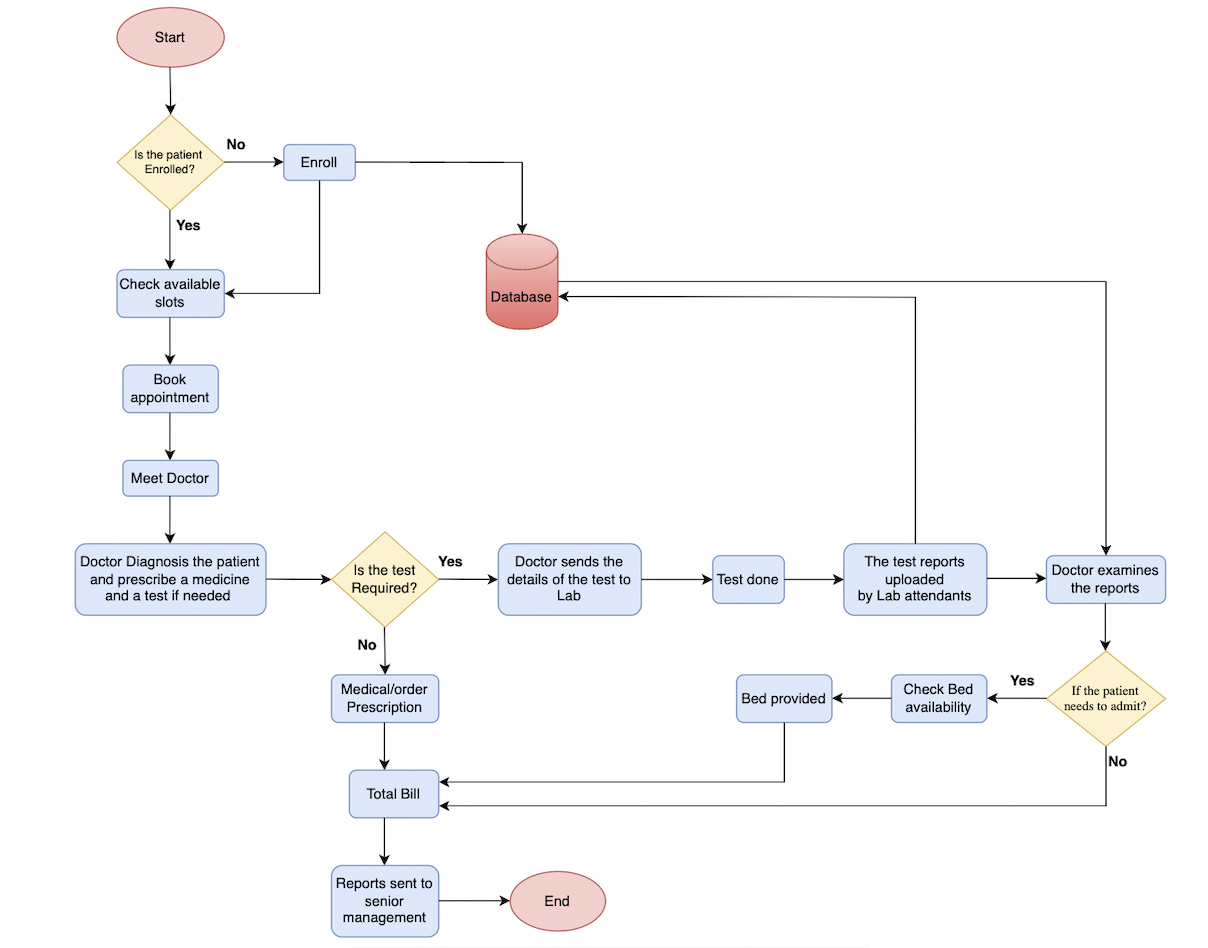 Start
Is the patient
Enrolled?
No
Enroll
Yes
Check available
slots
Database
Book
appointment
Meet Doctor
Doctor Diagnosis the patient
and prescribe a medicine
and a test if needed
Is the test
Required?
Yes
Doctor sends the
details of the test to
Lab
Test done
The test reports
uploaded
by Lab attendants
Doctor examines
the reports
No
Medical/order
Prescription
Bed provided
Check Bed
availability
Yes
If the patient
needs to admit?
No
Total Bill
Reports sent to
senior
management
End